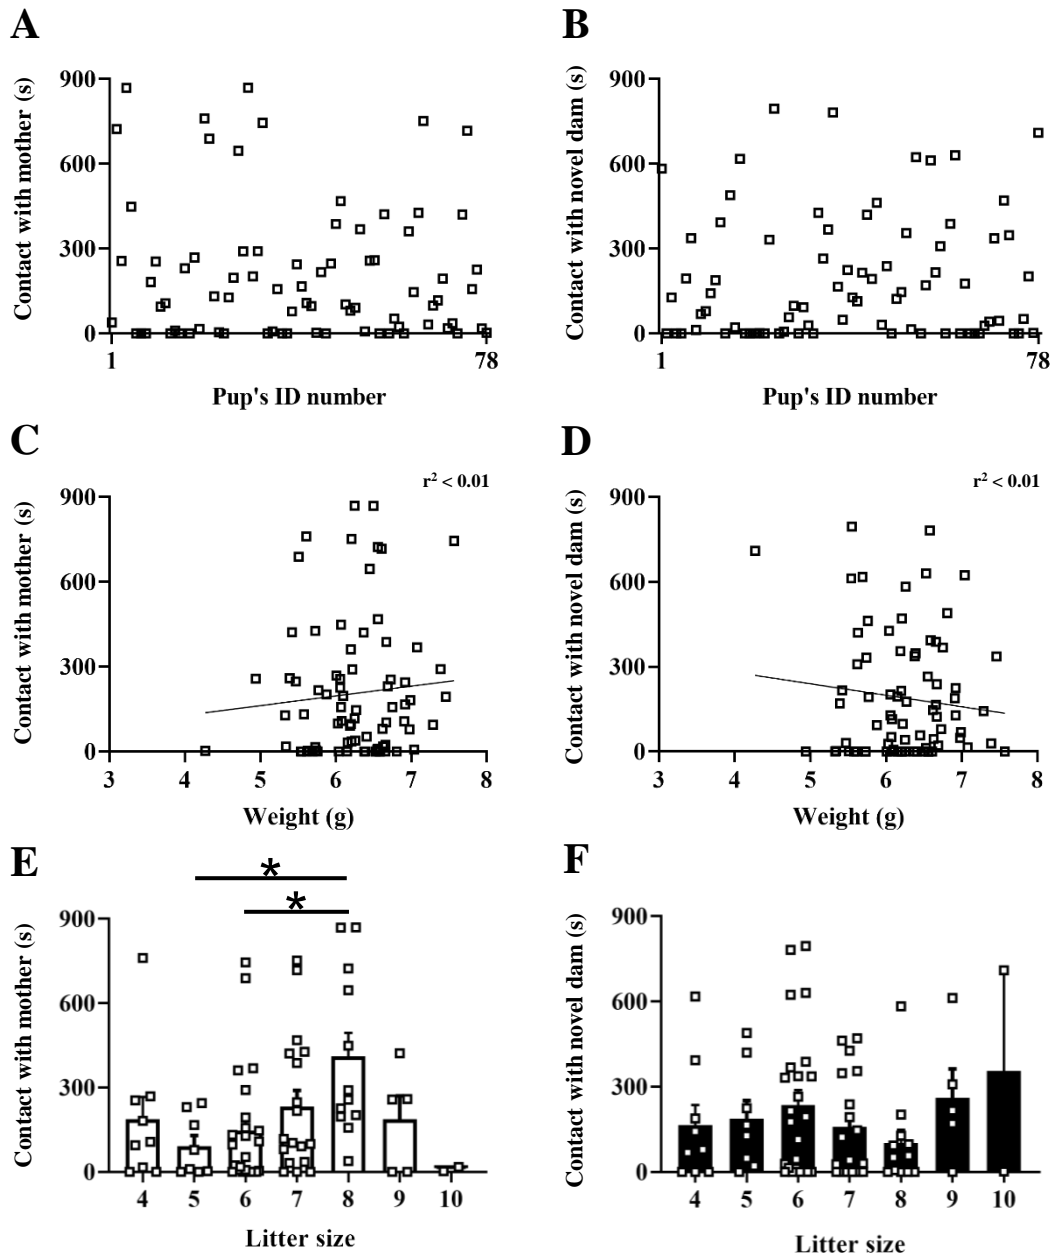 A
B
Contact with mother (s)
900
600
300
0
1
78
Pup's ID number
Contact with novel dam (s)
900
600
300
0
1
78
Pup's ID number
C
D
r² < 0.01
Contact with mother (s)
900
600
300
0
3 4 5 6 7 8
Weight (g)
r² < 0.01
Contact with novel dam (s)
900
600
300
0
3 4 5 6 7 8
Weight (g)
E
F
*
*
Contact with mother (s)
900
600
300
0
4 5 6 7 8 9 10
Litter size
Contact with novel dam (s)
900
600
300
0
4 5 6 7 8 9 10
Litter size